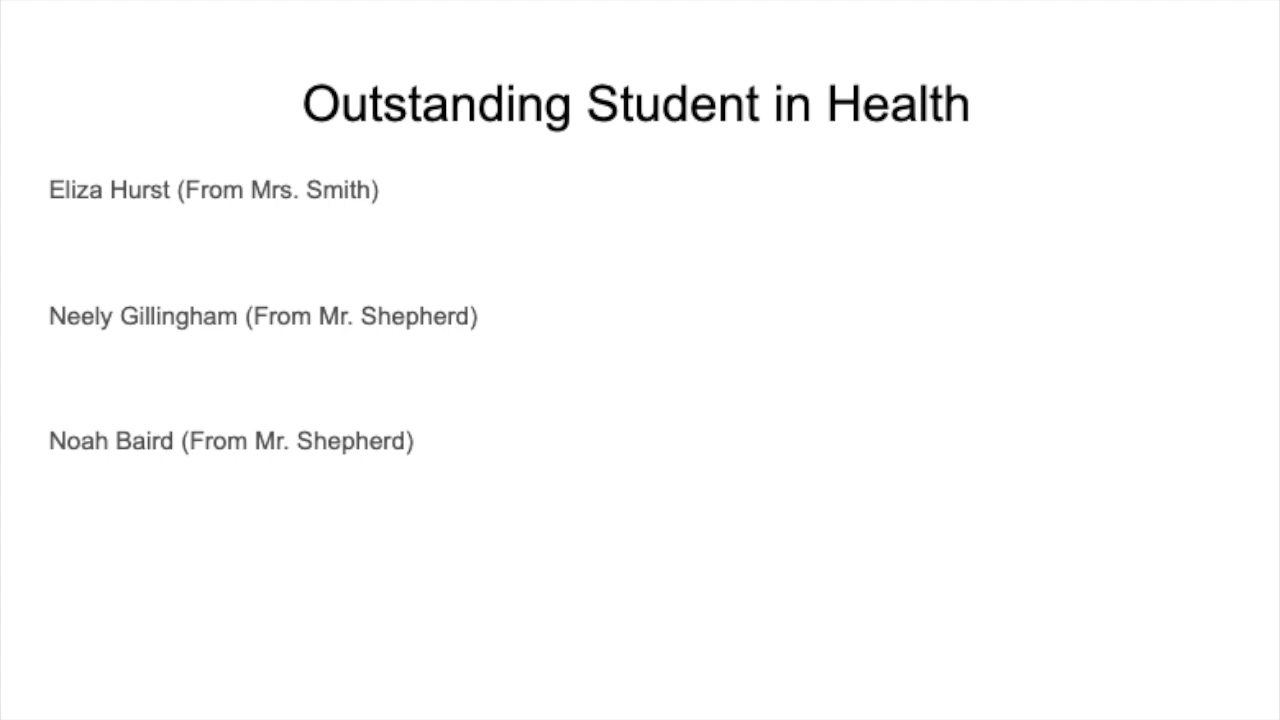 Outstanding Student in Health
Eliza Hurst (From Mrs. Smith)
Neely Gillingham (From Mr. Shepherd)
Noah Baird (From Mr. Shepherd)